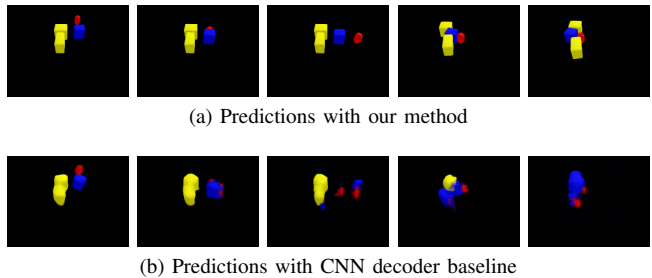 (a) Predictions with our method
(b) Predictions with CNN decoder baseline